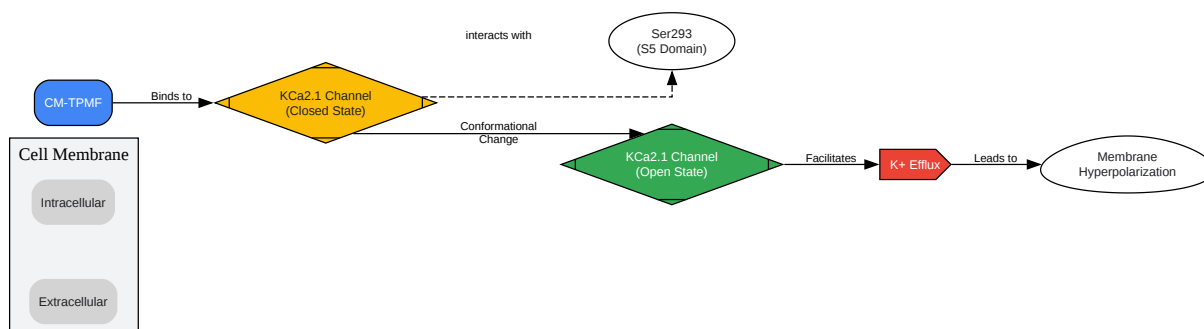 interacts with
Ser293
(S5 Domain)
CM-TPMF
Binds to
KCa2.1 Channel
(Closed State)
Conformational
Change
Cell Membrane
KCa2.1 Channel
(Open State)
Facilitates
K+ Efflux
Leads to
Membrane
Hyperpolarization
Intracellular
Extracellular